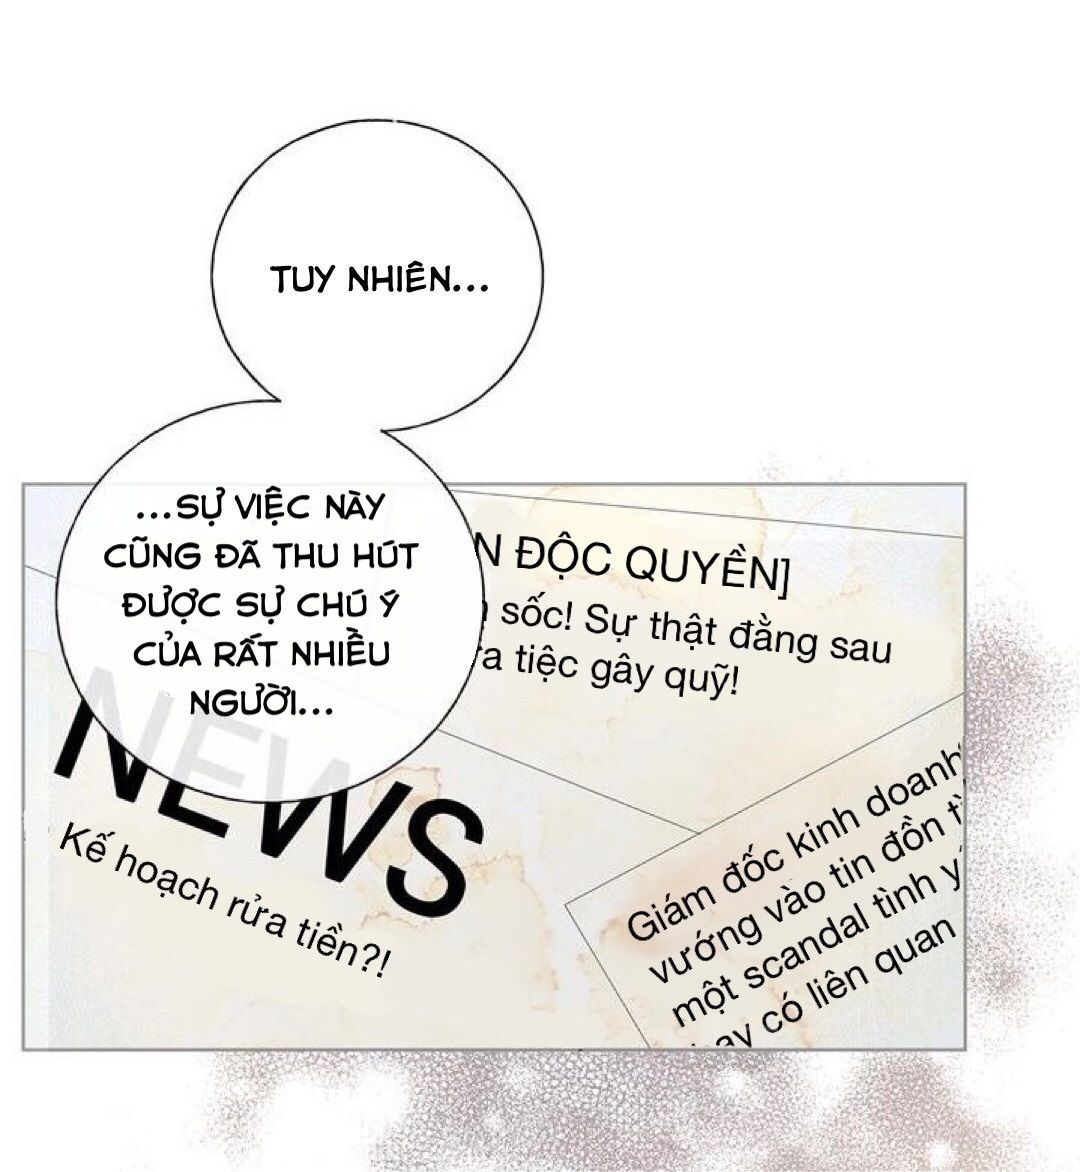 TUY NHIÊN...
...SỰ VIỆC NÀY
CŨNG ĐÃ THU HÚT
ĐƯỢC SỰ CHÚ Ý
CỦA RẤT NHIỀU
NGƯỜI...
ĐỘC QUYỀN]
sốc! Sự thật đằng sau
tiệc gây quỹ!
NEWS
Kế hoạch rửa tiền?!
Giám đốc kinh doanh
vướng vào tin đồn
một scandal tình
có liên quan